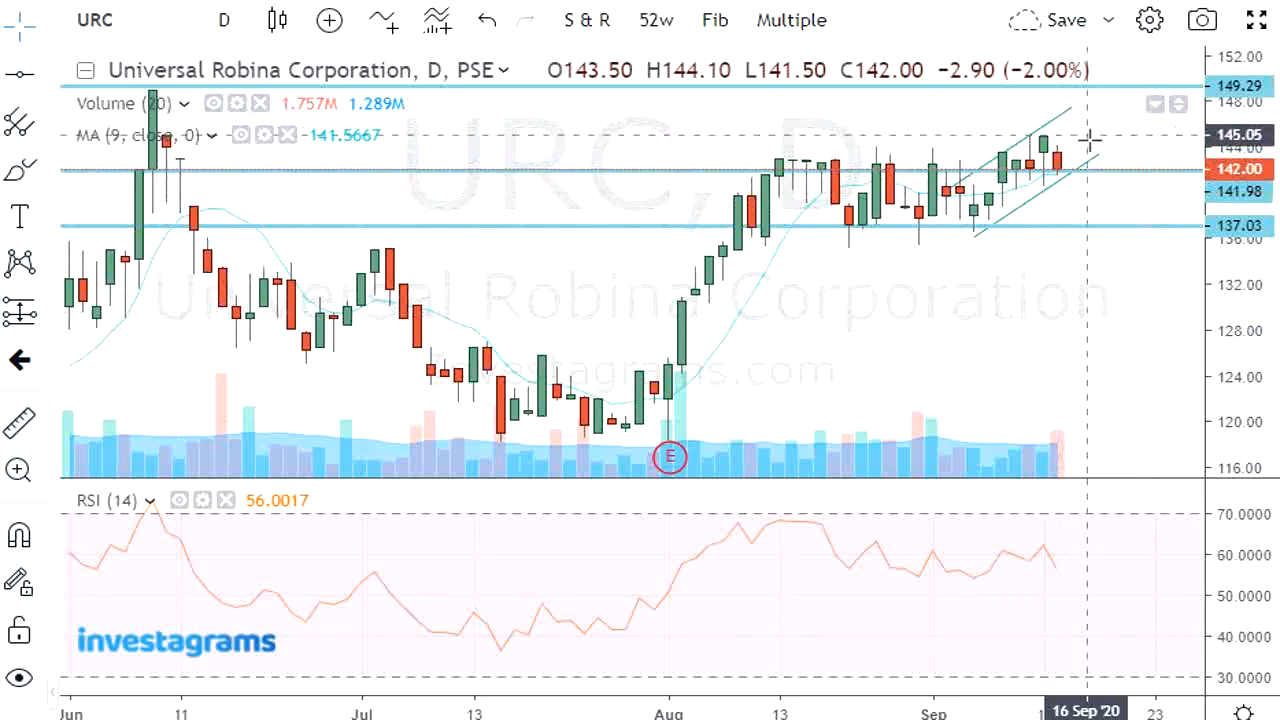 URC D S & R 52w Fib Multiple Save
Universal Robina Corporation, D, PSE O143.50 H144.10 L141.50 C142.00 −2.90 (−2.00%)
Volume (20) 1.757M 1.289M
MA (9, close, 0) 141.5667
URC, D
Universal Robina Corporation
Investagrams.com
152.00
149.29
148.00
145.05
144.00
142.00
141.98
137.03
136.00
132.00
128.00
124.00
120.00
116.00
E
RSI (14) 56.0017
70.0000
60.0000
50.0000
40.0000
30.0000
investagrams
Jun 11 Jul 13 Aug 13 Sep 16 Sep '20 23